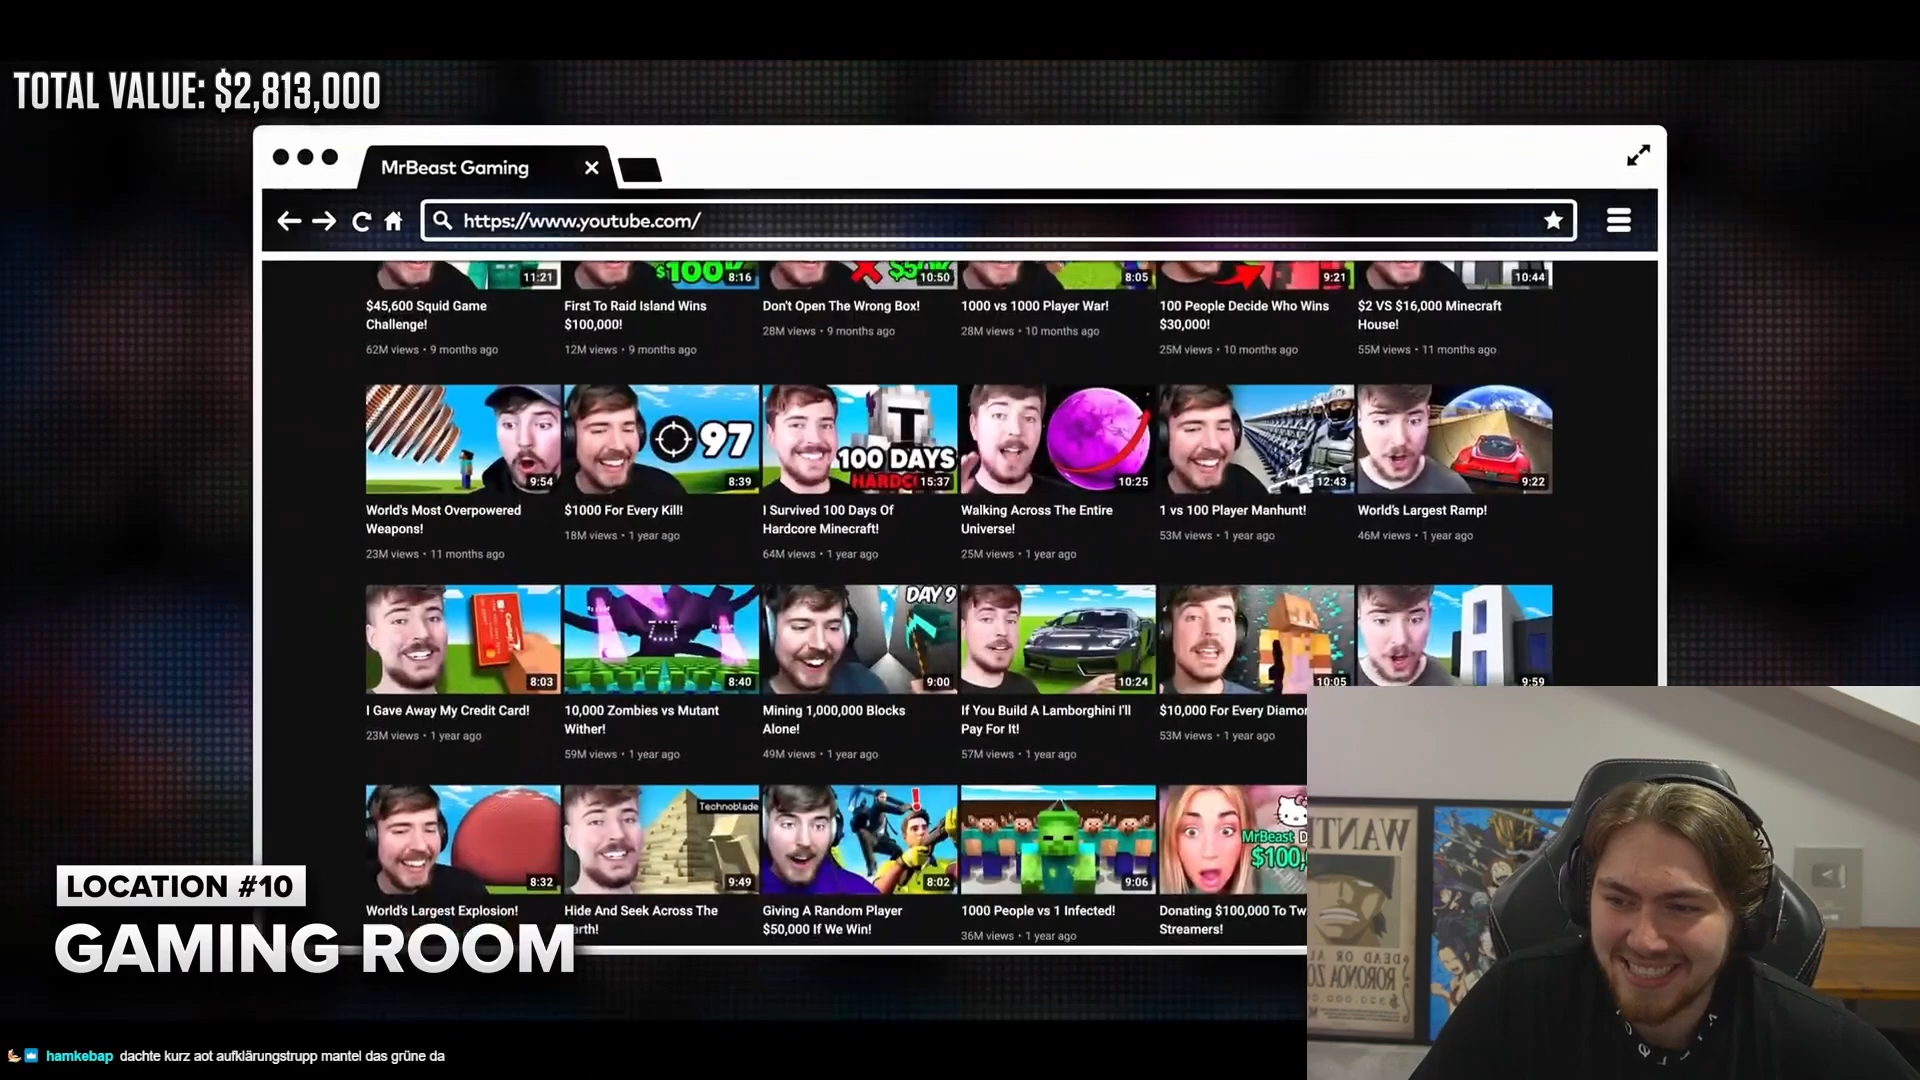 TOTAL VALUE: $2,813,000
MrBeast Gaming
https://www.youtube.com/
$100K
$50K
11:21
8:16
10:50
8:05
9:21
10:44
$45,600 Squid Game
Challenge!
62M views • 9 months ago
First To Raid Island Wins
$100,000!
12M views • 9 months ago
Don't Open The Wrong Box!
28M views • 9 months ago
1000 vs 1000 Player War!
28M views • 10 months ago
100 People Decide Who Wins
$30,000!
25M views • 10 months ago
$2 VS $16,000 Minecraft
House!
55M views • 11 months ago
9:54
97
8:39
100 DAYS
HARDC
15:37
10:25
12:43
9:22
World's Most Overpowered
Weapons!
23M views • 11 months ago
$1000 For Every Kill!
18M views • 1 year ago
I Survived 100 Days Of
Hardcore Minecraft!
64M views • 1 year ago
Walking Across The Entire
Universe!
25M views • 1 year ago
1 vs 100 Player Manhunt!
53M views • 1 year ago
World's Largest Ramp!
46M views • 1 year ago
8:03
8:40
DAY 9
9:00
10:24
10:05
9:59
I Gave Away My Credit Card!
23M views • 1 year ago
10,000 Zombies vs Mutant
Wither!
59M views • 1 year ago
Mining 1,000,000 Blocks
Alone!
49M views • 1 year ago
If You Build A Lamborghini I'll
Pay For It!
57M views • 1 year ago
$10,000 For Every Diamon
53M views • 1 year ago
8:32
Technoblade
9:49
8:02
9:06
MrBeast D
$100,
World's Largest Explosion!
Hide And Seek Across The
arth!
Giving A Random Player
$50,000 If We Win!
1000 People vs 1 Infected!
36M views • 1 year ago
Donating $100,000 To Tw
Streamers!
LOCATION #10
GAMING ROOM
WANT
DEAD OR AL
RORONOA ZO
hamkebap dachte kurz aot aufklärungstrupp mantel das grüne da